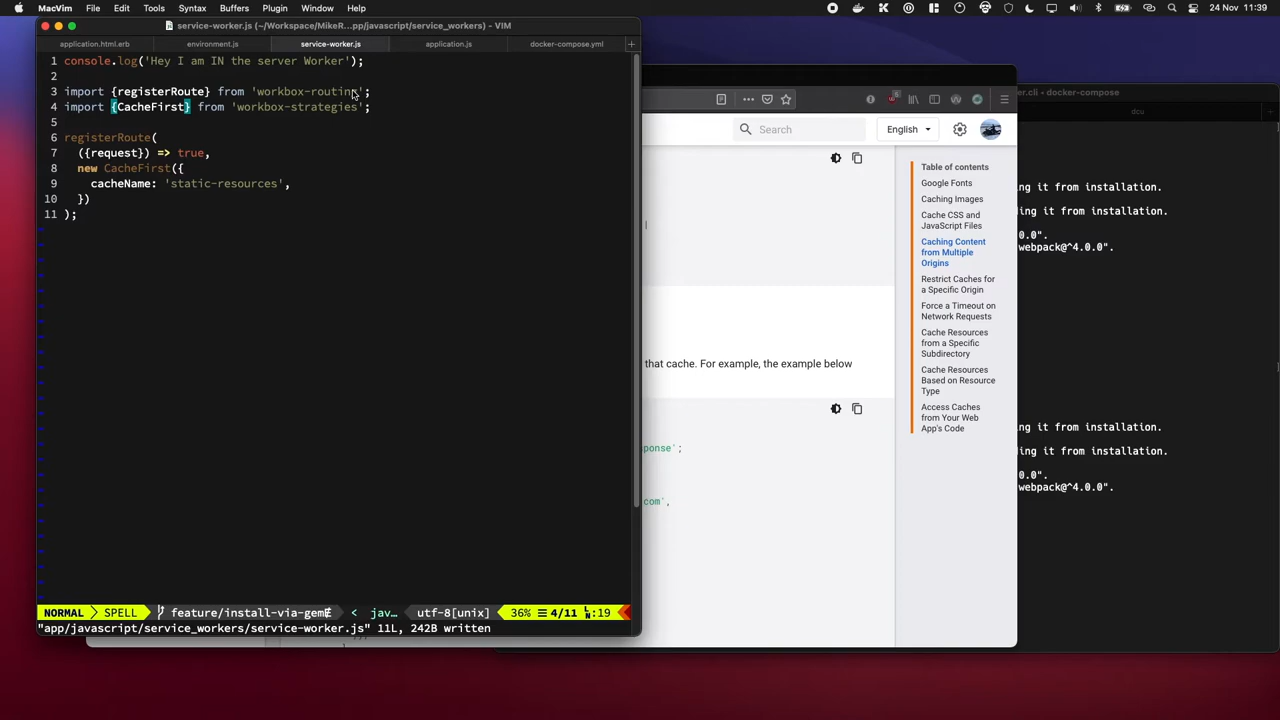 MacVim File Edit Tools Syntax Buffers Plugin Window Help
24 Nov 11:39
service-worker.js (~/Workspace/MikeR...pp/javascript/service_workers) - VIM
application.html.erb environment.js service-worker.js application.js docker-compose.yml +
1 console.log('Hey I am IN the server Worker');
2
3 import {registerRoute} from 'workbox-routing';
4 import {CacheFirst} from 'workbox-strategies';
5
6 registerRoute(
7 ({request}) => true,
8 new CacheFirst({
9 cacheName: 'static-resources',
10 })
11 );
NORMAL SPELL feature/install-via-gem < jav… utf-8[unix] 36% 4/11 :19
"app/javascript/service_workers/service-worker.js" 11L, 242B written
6
Search
English
that cache. For example, the example below
ponse`;
com',
Table of contents
Google Fonts
Caching Images
Cache CSS and
JavaScript Files
Caching Content
from Multiple
Origins
Restrict Caches for
a Specific Origin
Force a Timeout on
Network Requests
Cache Resources
from a Specific
Subdirectory
Cache Resources
Based on Resource
Type
Access Caches
from Your Web
App's Code
er.cli - docker-compose
dcu
ing it from installation.
ing it from installation.
0.0".
webpack@^4.0.0".
ing it from installation.
ing it from installation.
0.0".
webpack@^4.0.0".